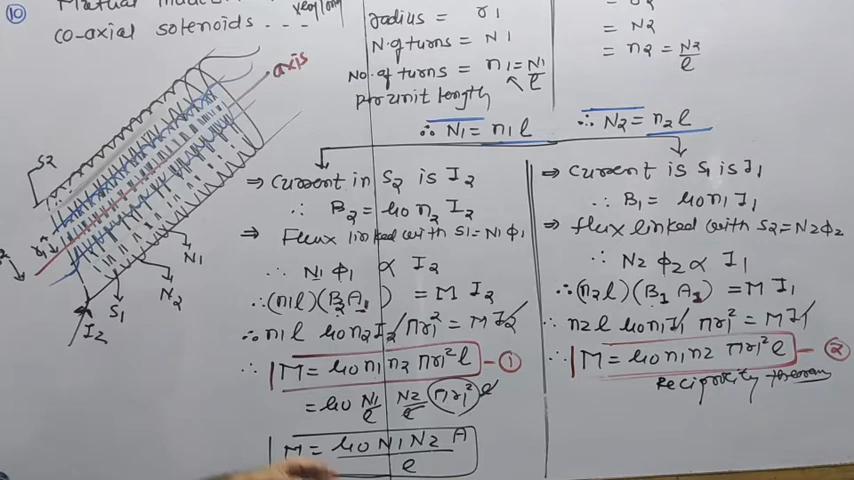 ⑩
co-axial solenoids ....
very long
radius = r1
N.of turns = N1
No. of turns = n1 = N1/l
per unit length
∴ N1 = n1 l
= N2
= n2 = N2/l
∴ N2 = n2 l
axis
S2
r1
N1
N2
S1
I2
⇒ Current in S2 is I2
∴ B2 = μ0 n2 I2
⇒ Flux linked with S1 = N1 ϕ1
∴ N1 ϕ1 ∝ I2
∴ (n1 l) (B2 A1) = M I2
∴ n1 l μ0 n2 I2 πr1² = M I2
∴ M = μ0 n1 n2 πr1² l — ①
= μ0 N1/l N2/l (πr1²) l
M = μ0 N1 N2 A / l
⇒ Current is S1 is I1
∴ B1 = μ0 n1 I1
⇒ flux linked with S2 = N2 ϕ2
∴ N2 ϕ2 ∝ I1
∴ (n2 l) (B1 A1) = M I1
∴ n2 l μ0 n1 I1 πr1² = M I1
∴ M = μ0 n1 n2 πr1² l — ②
Reciprocity theorem